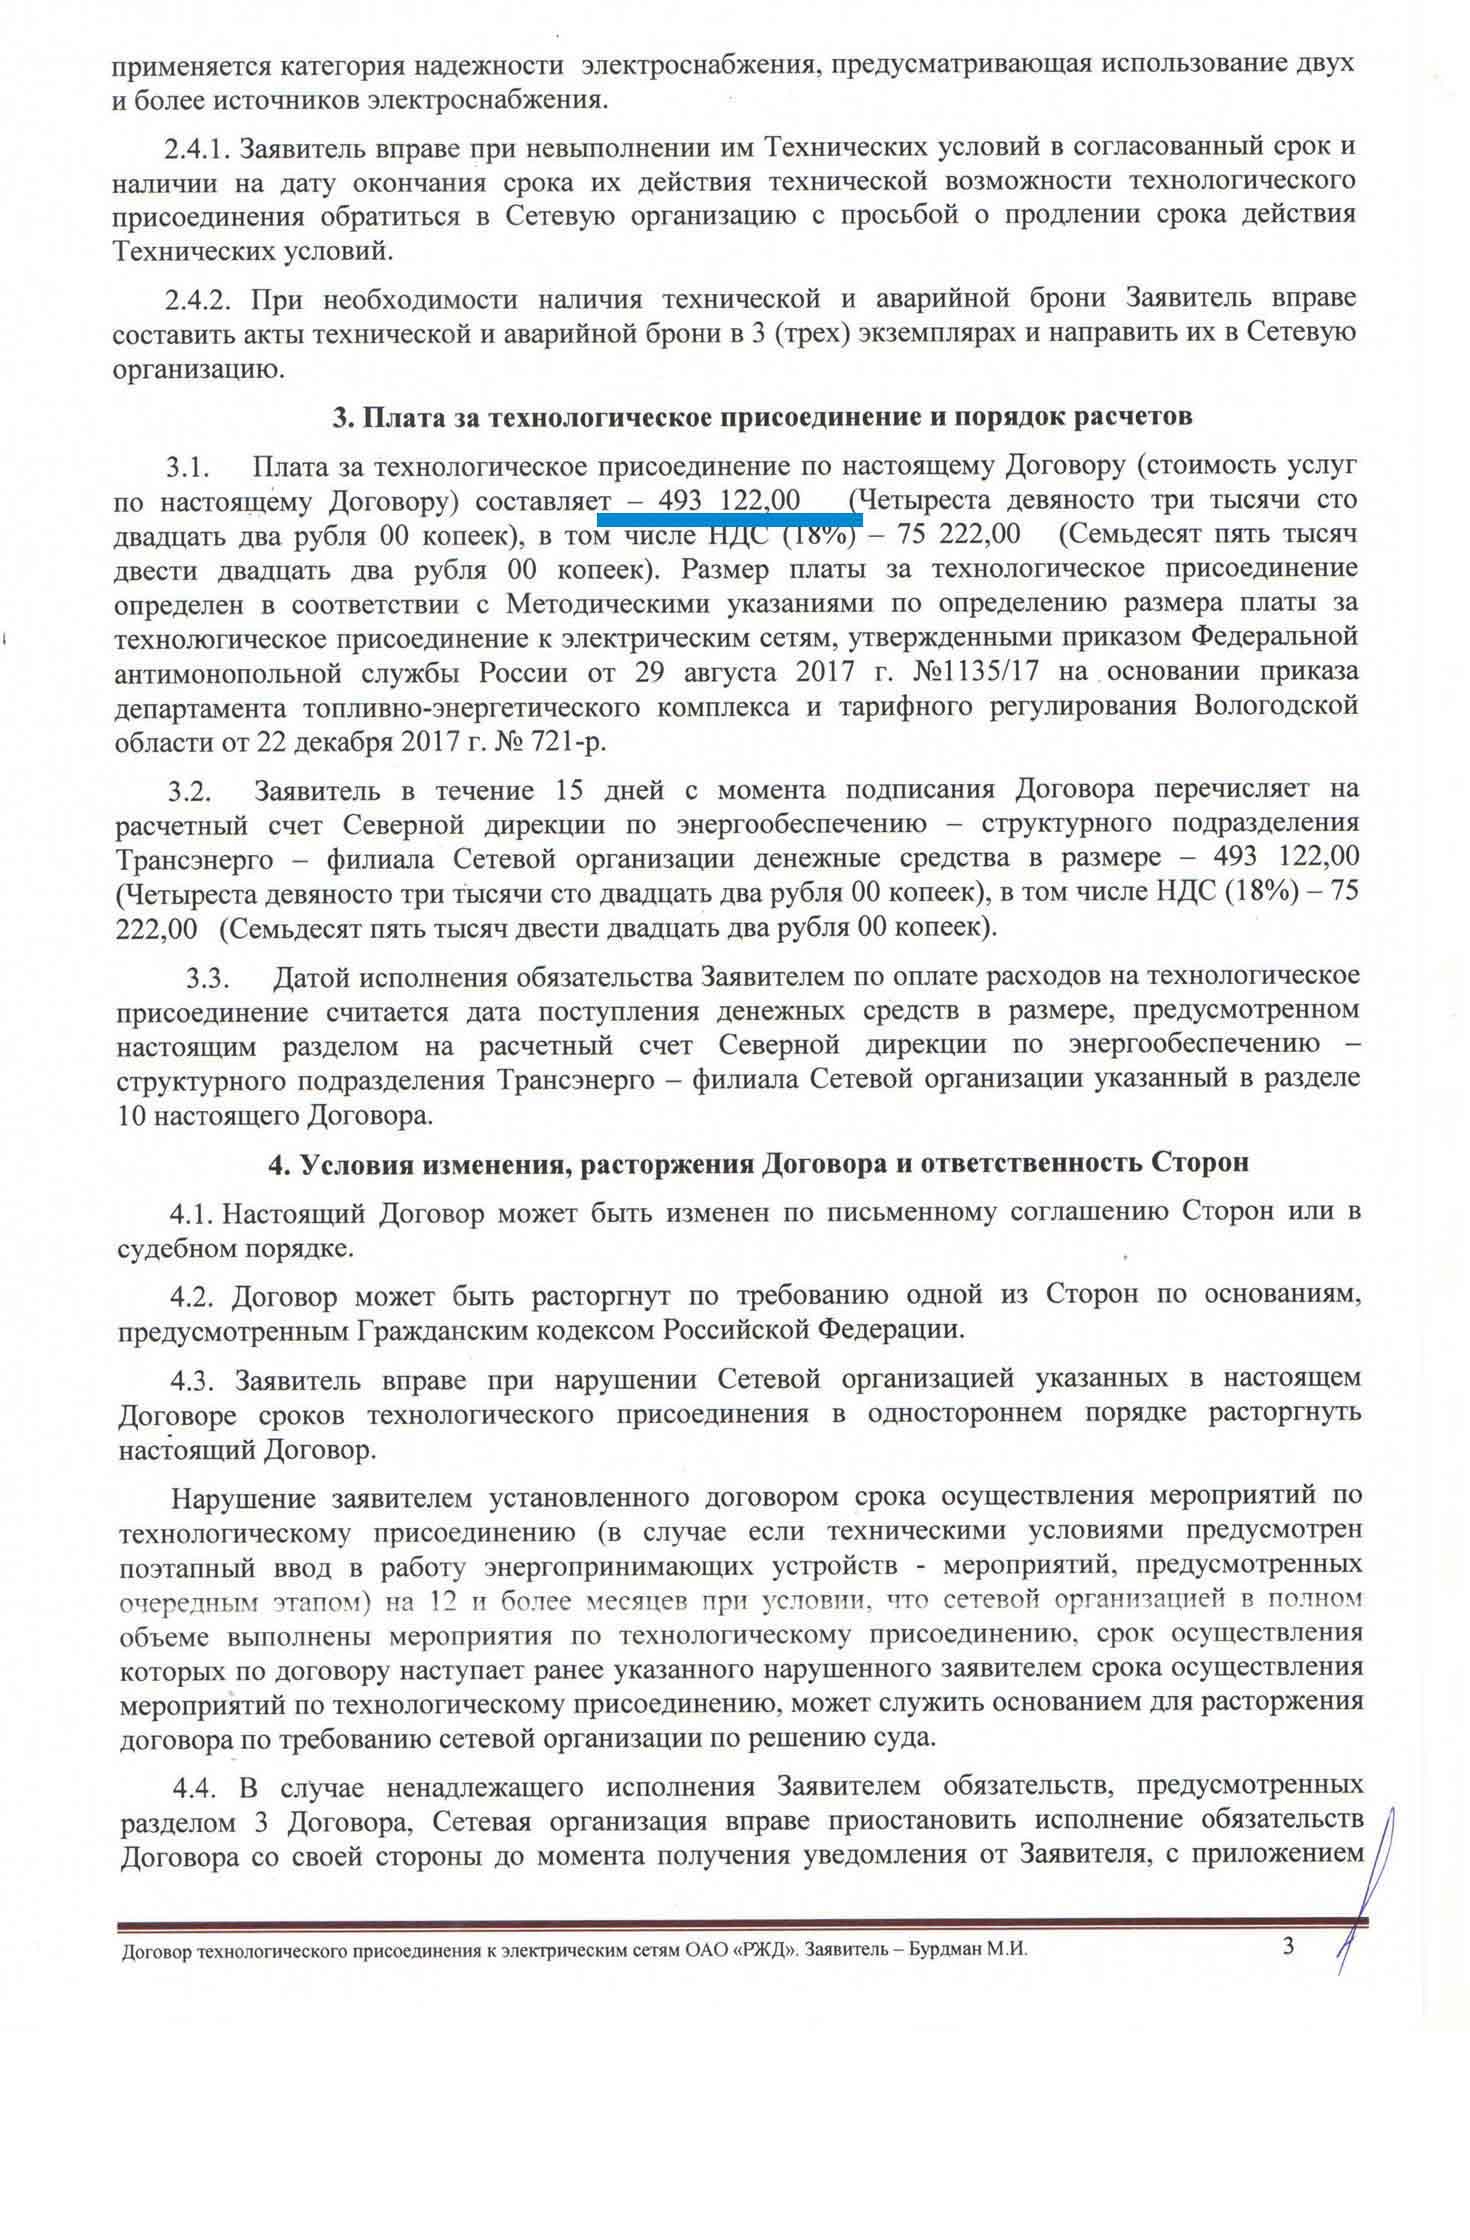 применяется категория надежности электроснабжения, предусматривающая использование двух
и более источников электроснабжения.
2.4.1. Заявитель вправе при невыполнении им Технических условий в согласованный срок и
наличии на дату окончания срока их действия технической возможности технологического
присоединения обратиться в Сетевую организацию с просьбой о продлении срока действия
Технических условий.
2.4.2. При необходимости наличия технической и аварийной брони Заявитель вправе
составить акты технической и аварийной брони в 3 (трех) экземплярах и направить их в Сетевую
организацию.
3. Плата за технологическое присоединение и порядок расчетов
3.1. Плата за технологическое присоединение по настоящему Договору (стоимость услуг
по настоящему Договору) составляет – 493 122,00 (Четыреста девяносто три тысячи сто
двадцать два рубля 00 копеек), в том числе НДС (18%) – 75 222,00 (Семьдесят пять тысяч
двести двадцать два рубля 00 копеек). Размер платы за технологическое присоединение
определен в соответствии с Методическими указаниями по определению размера платы за
технологическое присоединение к электрическим сетям, утвержденными приказом Федеральной
антимонопольной службы России от 29 августа 2017 г. №1135/17 на основании приказа
департамента топливно-энергетического комплекса и тарифного регулирования Вологодской
области от 22 декабря 2017 г. № 721-р.
3.2. Заявитель в течение 15 дней с момента подписания Договора перечисляет на
расчетный счет Северной дирекции по энергообеспечению – структурного подразделения
Трансэнерго – филиала Сетевой организации денежные средства в размере – 493 122,00
(Четыреста девяносто три тысячи сто двадцать два рубля 00 копеек), в том числе НДС (18%) – 75
222,00 (Семьдесят пять тысяч двести двадцать два рубля 00 копеек).
3.3. Датой исполнения обязательства Заявителем по оплате расходов на технологическое
присоединение считается дата поступления денежных средств в размере, предусмотренном
настоящим разделом на расчетный счет Северной дирекции по энергообеспечению –
структурного подразделения Трансэнерго – филиала Сетевой организации указанный в разделе
10 настоящего Договора.
4. Условия изменения, расторжения Договора и ответственность Сторон
4.1. Настоящий Договор может быть изменен по письменному соглашению Сторон или в
судебном порядке.
4.2. Договор может быть расторгнут по требованию одной из Сторон по основаниям,
предусмотренным Гражданским кодексом Российской Федерации.
4.3. Заявитель вправе при нарушении Сетевой организацией указанных в настоящем
Договоре сроков технологического присоединения в одностороннем порядке расторгнуть
настоящий Договор.
Нарушение заявителем установленного договором срока осуществления мероприятий по
технологическому присоединению (в случае если техническими условиями предусмотрен
поэтапный ввод в работу энергопринимающих устройств - мероприятий, предусмотренных
очередным этапом) на 12 и более месяцев при условии, что сетевой организацией в полном
объеме выполнены мероприятия по технологическому присоединению, срок осуществления
которых по договору наступает ранее указанного нарушенного заявителем срока осуществления
мероприятий по технологическому присоединению, может служить основанием для расторжения
договора по требованию сетевой организации по решению суда.
4.4. В случае ненадлежащего исполнения Заявителем обязательств, предусмотренных
разделом 3 Договора, Сетевая организация вправе приостановить исполнение обязательств
Договора со своей стороны до момента получения уведомления от Заявителя, с приложением
Договор технологического присоединения к электрическим сетям ОАО «РЖД». Заявитель – Бурдман М.И. 3